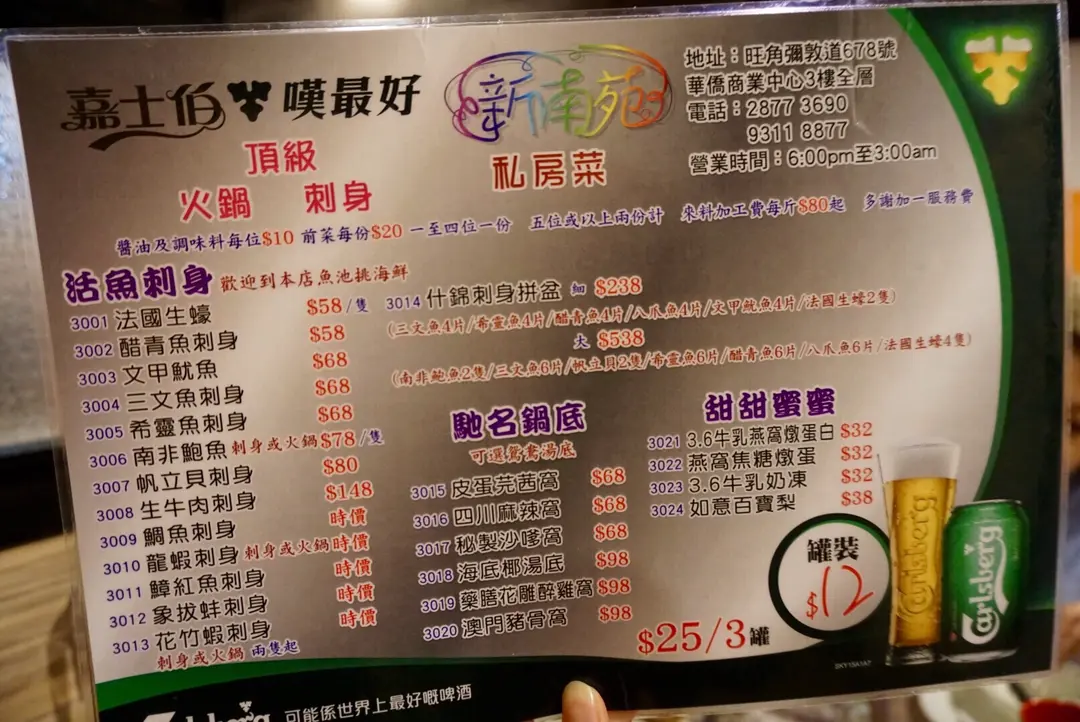 嘉士伯 嘆最好
新南苑
私房菜
地址：旺角彌敦道678號
華僑商業中心3樓全層
電話：2877 3690
9311 8877
營業時間：6:00pm至3:00am
頂級
火鍋 刺身
醬油及調味料每位$10 前菜每份$20 一至四位一份 五位或以上兩份計 來料加工費每斤$80起 多謝加一服務費
活魚刺身 歡迎到本店魚池挑海鮮
3001 法國生蠔 $58/隻
3002 醋青魚刺身 $58
3003 文甲魷魚 $68
3004 三文魚刺身 $68
3005 希靈魚刺身 $68
3006 南非鮑魚 刺身或火鍋 $78/隻
3007 帆立貝刺身 $80
3008 生牛肉刺身 $148
3009 鯛魚刺身 時價
3010 龍蝦刺身 刺身或火鍋 時價
3011 鱆紅魚刺身 時價
3012 象拔蚌刺身 時價
3013 花竹蝦刺身 時價
刺身或火鍋 兩隻起
3014 什錦刺身拼盆 細 $238
(三文魚4片/希靈魚4片/醋青魚4片/八爪魚4片/文甲魷魚4片/法國生蠔2隻)
大 $538
(南非鮑魚2隻/三文魚6片/帆立貝2隻/希靈魚6片/醋青魚6片/八爪魚6片/法國生蠔4隻)
馳名鍋底
可選鴛鴦湯底
3015 皮蛋芫茜窩 $68
3016 四川麻辣窩 $68
3017 秘製沙嗲窩 $68
3018 海底椰湯底 $98
3019 藥膳花雕醉雞窩 $98
3020 澳門豬骨窩 $98
甜甜蜜蜜
3021 3.6牛乳燕窩燉蛋白 $32
3022 燕窩焦糖燉蛋 $32
3023 3.6牛乳奶凍 $32
3024 如意百寶梨 $38
罐裝
$12
$25/3罐
Carlsberg
Carlsberg
SKY15A1A7
Carlsberg 可能係世界上最好嘅啤酒